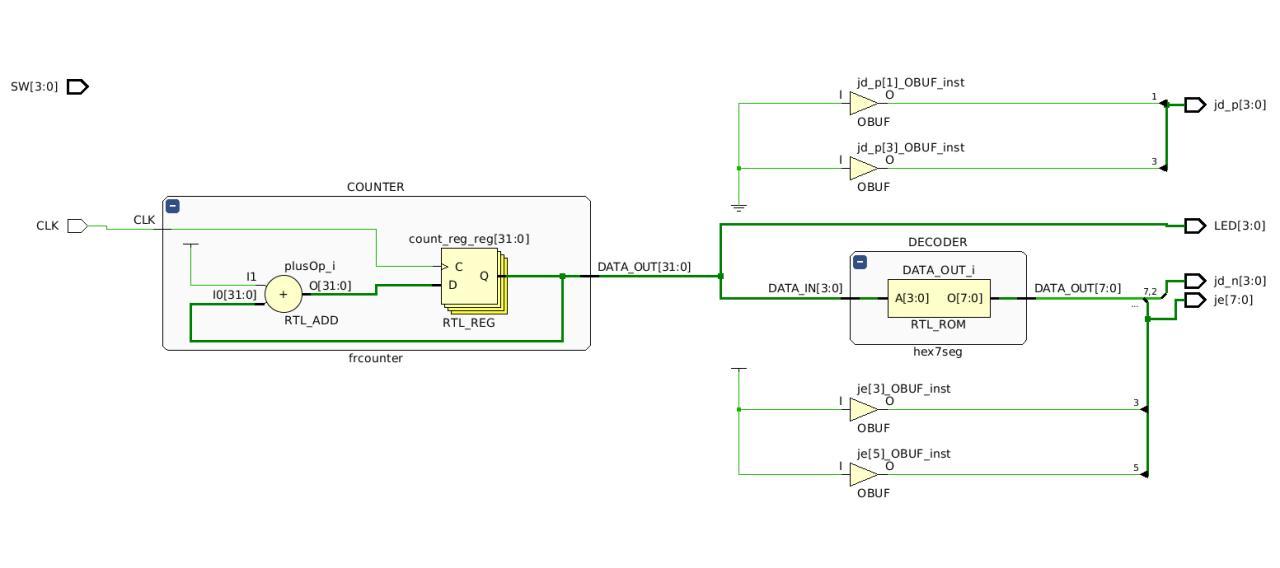 SW[3:0]
jd_p[1]_OBUF_inst
I
O
1
jd_p[3:0]
OBUF
jd_p[3]_OBUF_inst
I
O
3
OBUF
COUNTER
CLK
CLK
LED[3:0]
count_reg_reg[31:0]
DECODER
plusOp_i
C
DATA_OUT[31:0]
DATA_OUT_i
I1
Q
I0[31:0]
+
O[31:0]
D
DATA_IN[3:0]
A[3:0]
O[7:0]
DATA_OUT[7:0]
7,2
...
jd_n[3:0]
je[7:0]
RTL_ADD
RTL_REG
RTL_ROM
frcounter
hex7seg
je[3]_OBUF_inst
I
O
3
OBUF
je[5]_OBUF_inst
I
O
5
OBUF